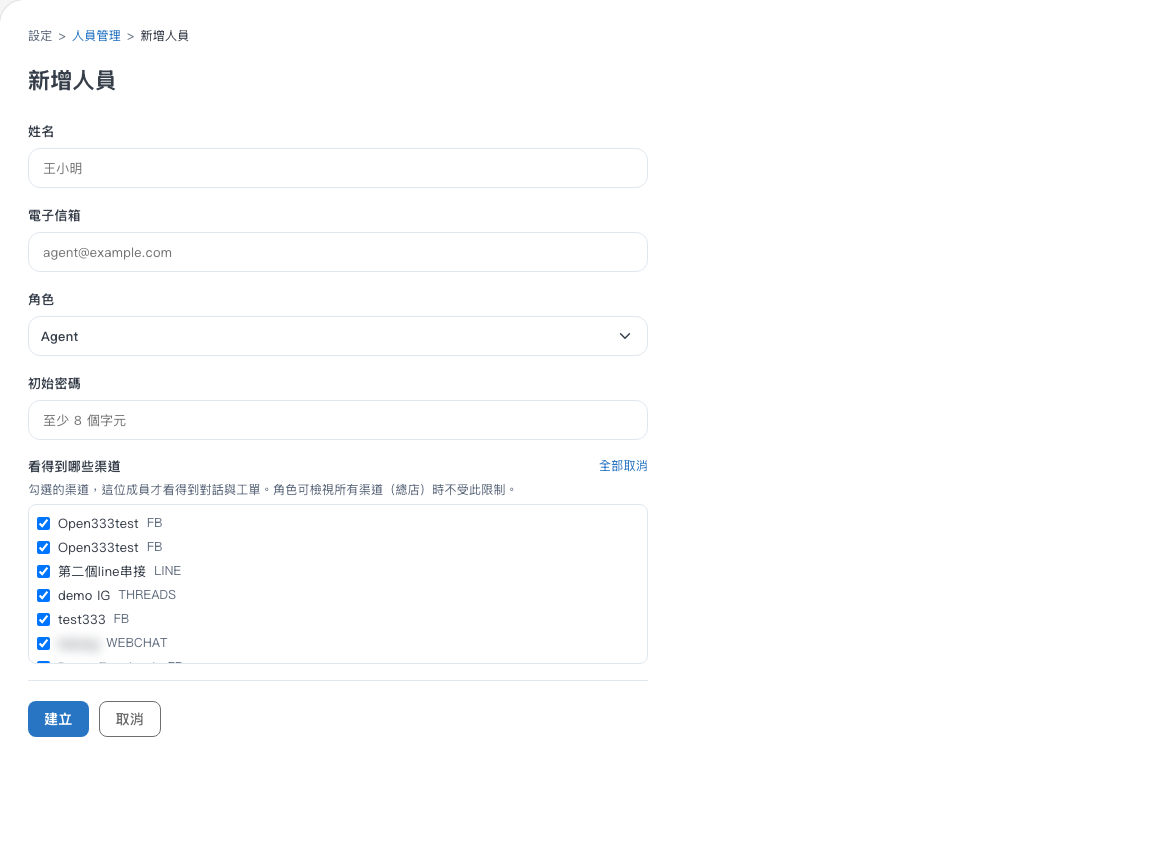 設定 > 人員管理 > 新增人員
新增人員
姓名
王小明
電子信箱
agent@example.com
角色
Agent
初始密碼
至少 8 個字元
看得到哪些渠道 全部取消
勾選的渠道，這位成員才看得到對話與工單。角色可檢視所有渠道（總店）時不受此限制。
Open333test FB
Open333test FB
第二個line串接 LINE
demo IG THREADS
test333 FB
WEBCHAT
建立 取消